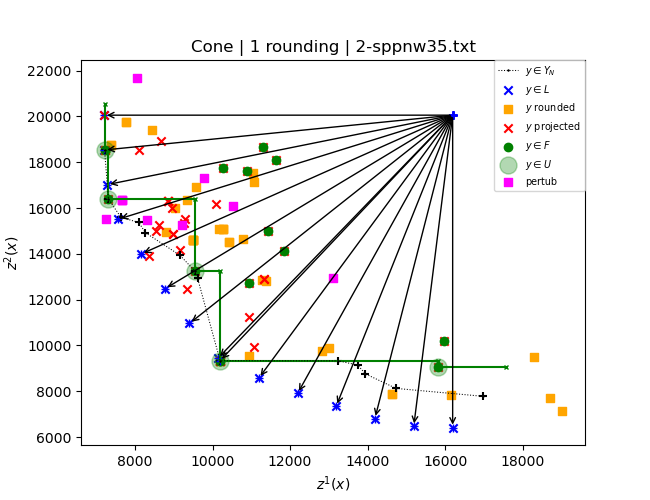 Cone | 1 rounding | 2-sppnw35.txt
22000
20000
18000
16000
14000
12000
10000
8000
6000
z²(x)
8000 10000 12000 14000 16000 18000
z¹(x)
y ∈ Y_N
y ∈ L
y rounded
y projected
y ∈ F
y ∈ U
pertub